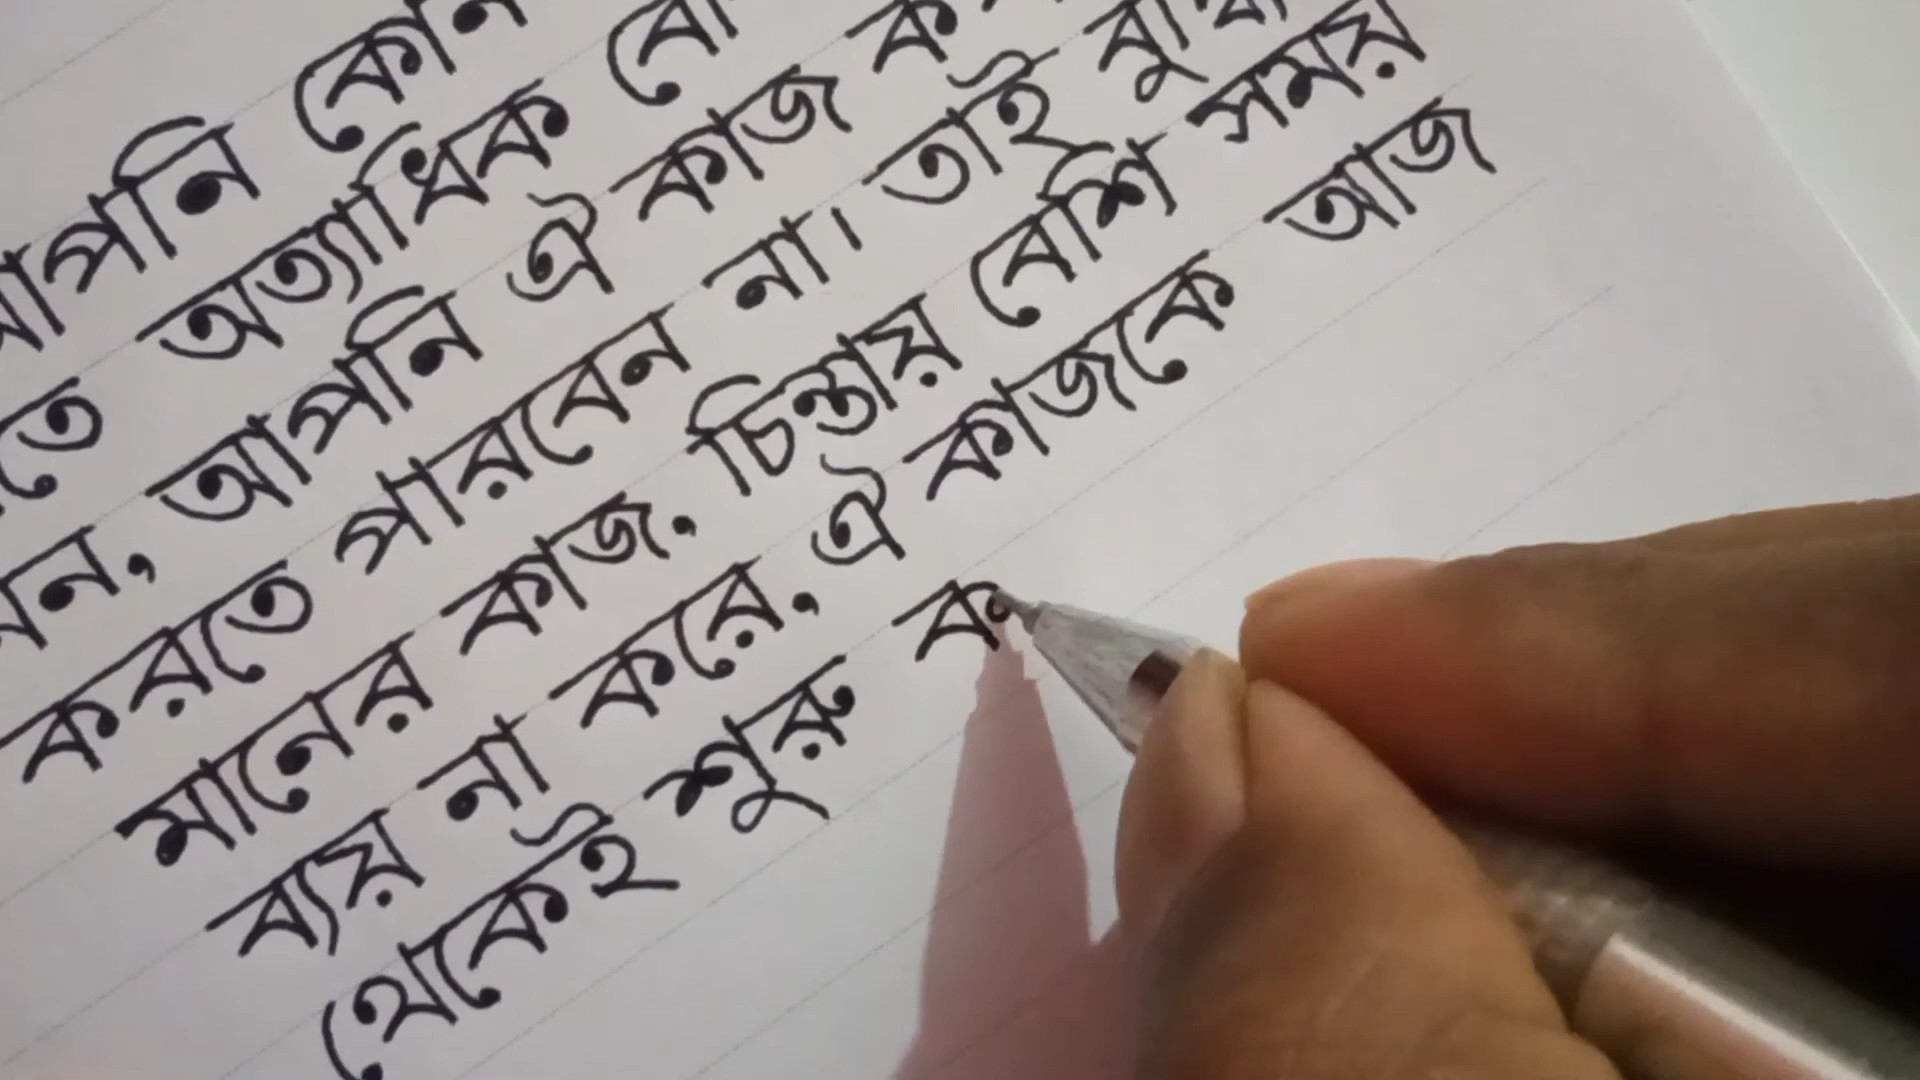 আপনি কোন
তে অত্যাধিক বো
ন, আপনি ঐ কাজ ক
করতে পারবেন না। তাই বুদ্ধি
মানের কাজ, চিন্তায় বেশি সময়
ব্যয় না করে, ঐ কাজকে আজ
থেকেই শুরু ক